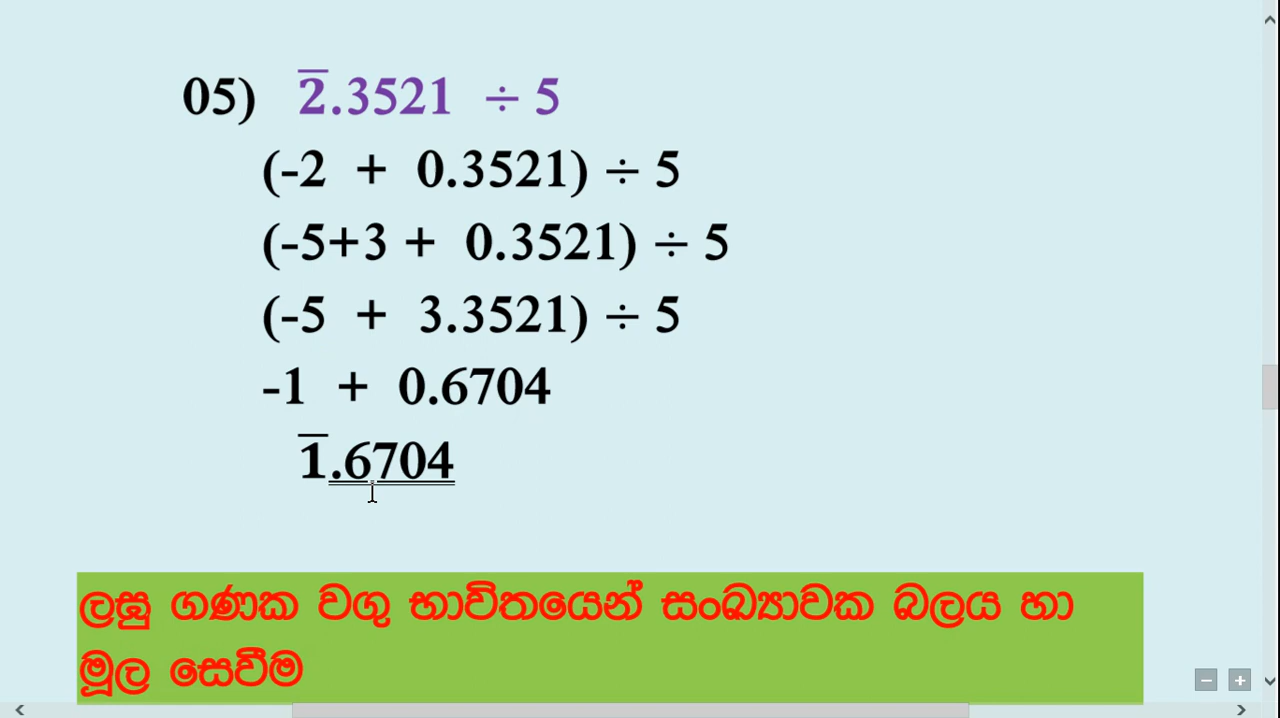 05) 2̅.3521 ÷ 5
(-2 + 0.3521) ÷ 5
(-5+3 + 0.3521) ÷ 5
(-5 + 3.3521) ÷ 5
-1 + 0.6704
1̅.6704
ලඝු ගණක වගු භාවිතයෙන් සංඛ්‍යාවක බලය හා
මූල සෙවීම